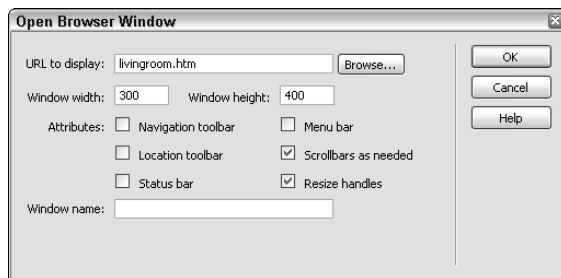 Open Browser Window
URL to display: livingroom.htm Browse... OK
Window width: 300 Window height: 400 Cancel
Attributes: Navigation toolbar Menu bar Help
Location toolbar Scrollbars as needed
Status bar Resize handles
Window name: